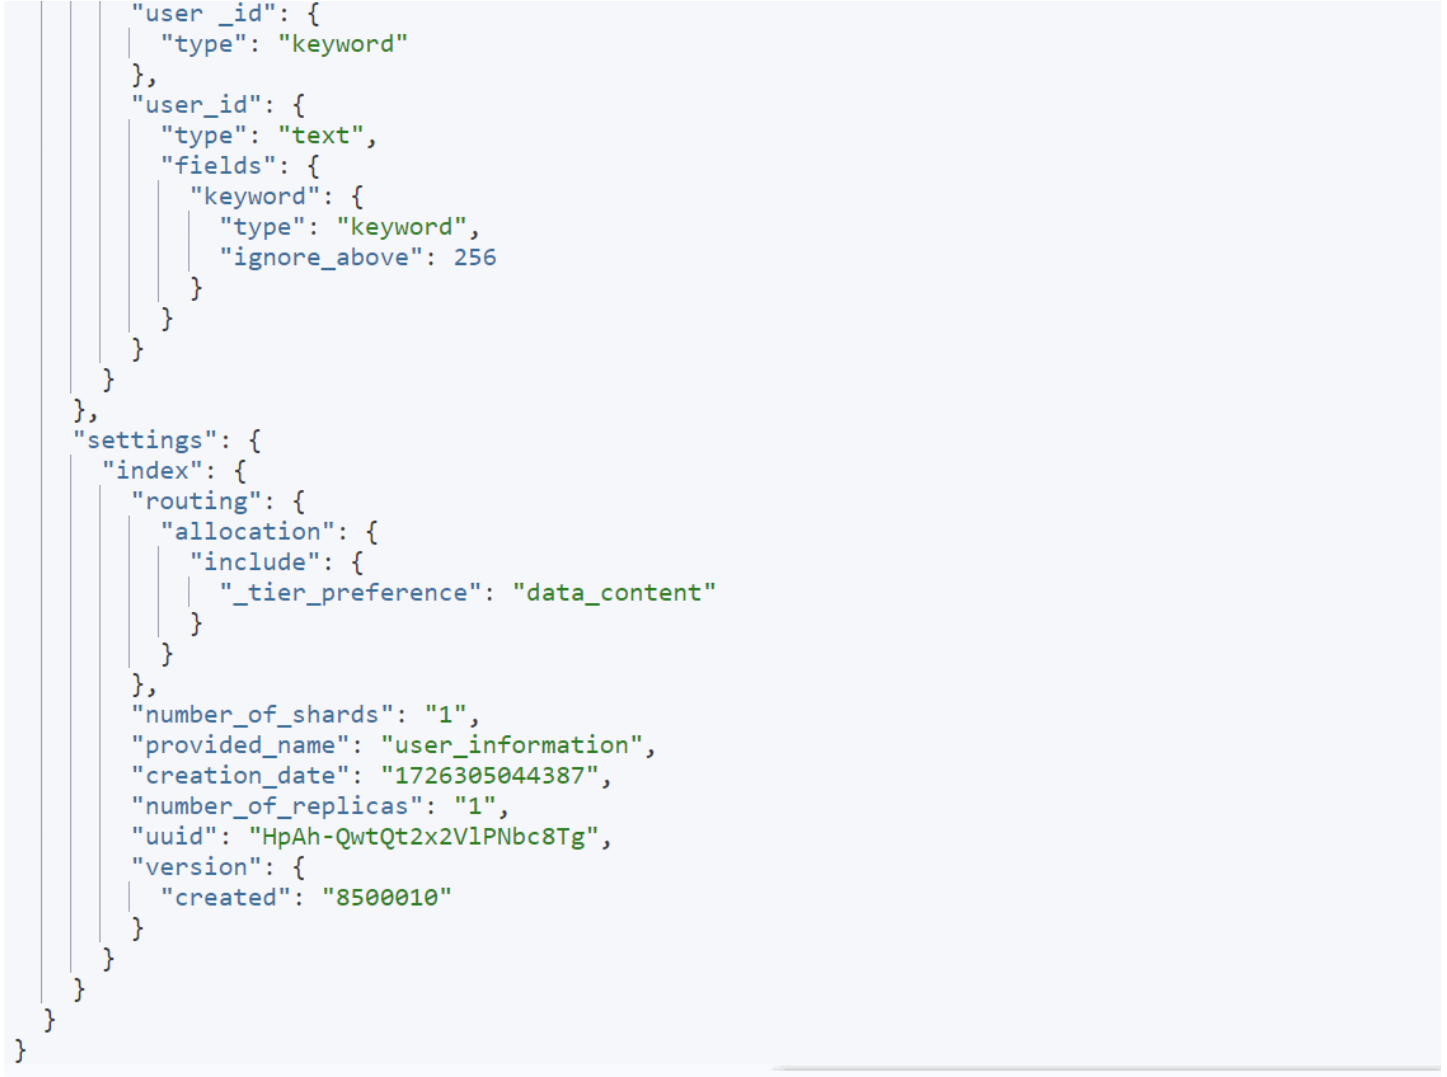 "user _id": {
"type": "keyword"
},
"user_id": {
"type": "text",
"fields": {
"keyword": {
"type": "keyword",
"ignore_above": 256
}
}
}
}
},
"settings": {
"index": {
"routing": {
"allocation": {
"include": {
"_tier_preference": "data_content"
}
}
},
"number_of_shards": "1",
"provided_name": "user_information",
"creation_date": "1726305044387",
"number_of_replicas": "1",
"uuid": "HpAh-QwtQt2x2VlPNbc8Tg",
"version": {
"created": "8500010"
}
}
}
}
}